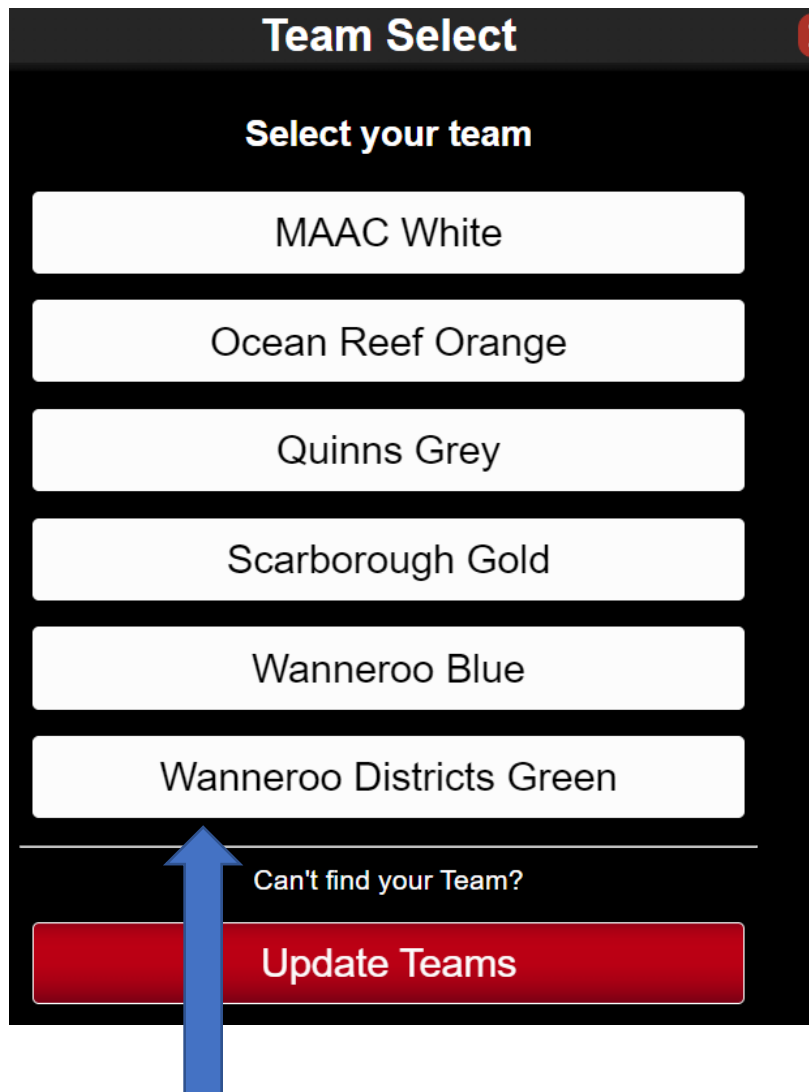 Team Select
Select your team
MAAC White
Ocean Reef Orange
Quinns Grey
Scarborough Gold
Wanneroo Blue
Wanneroo Districts Green
Can't find your Team?
Update Teams